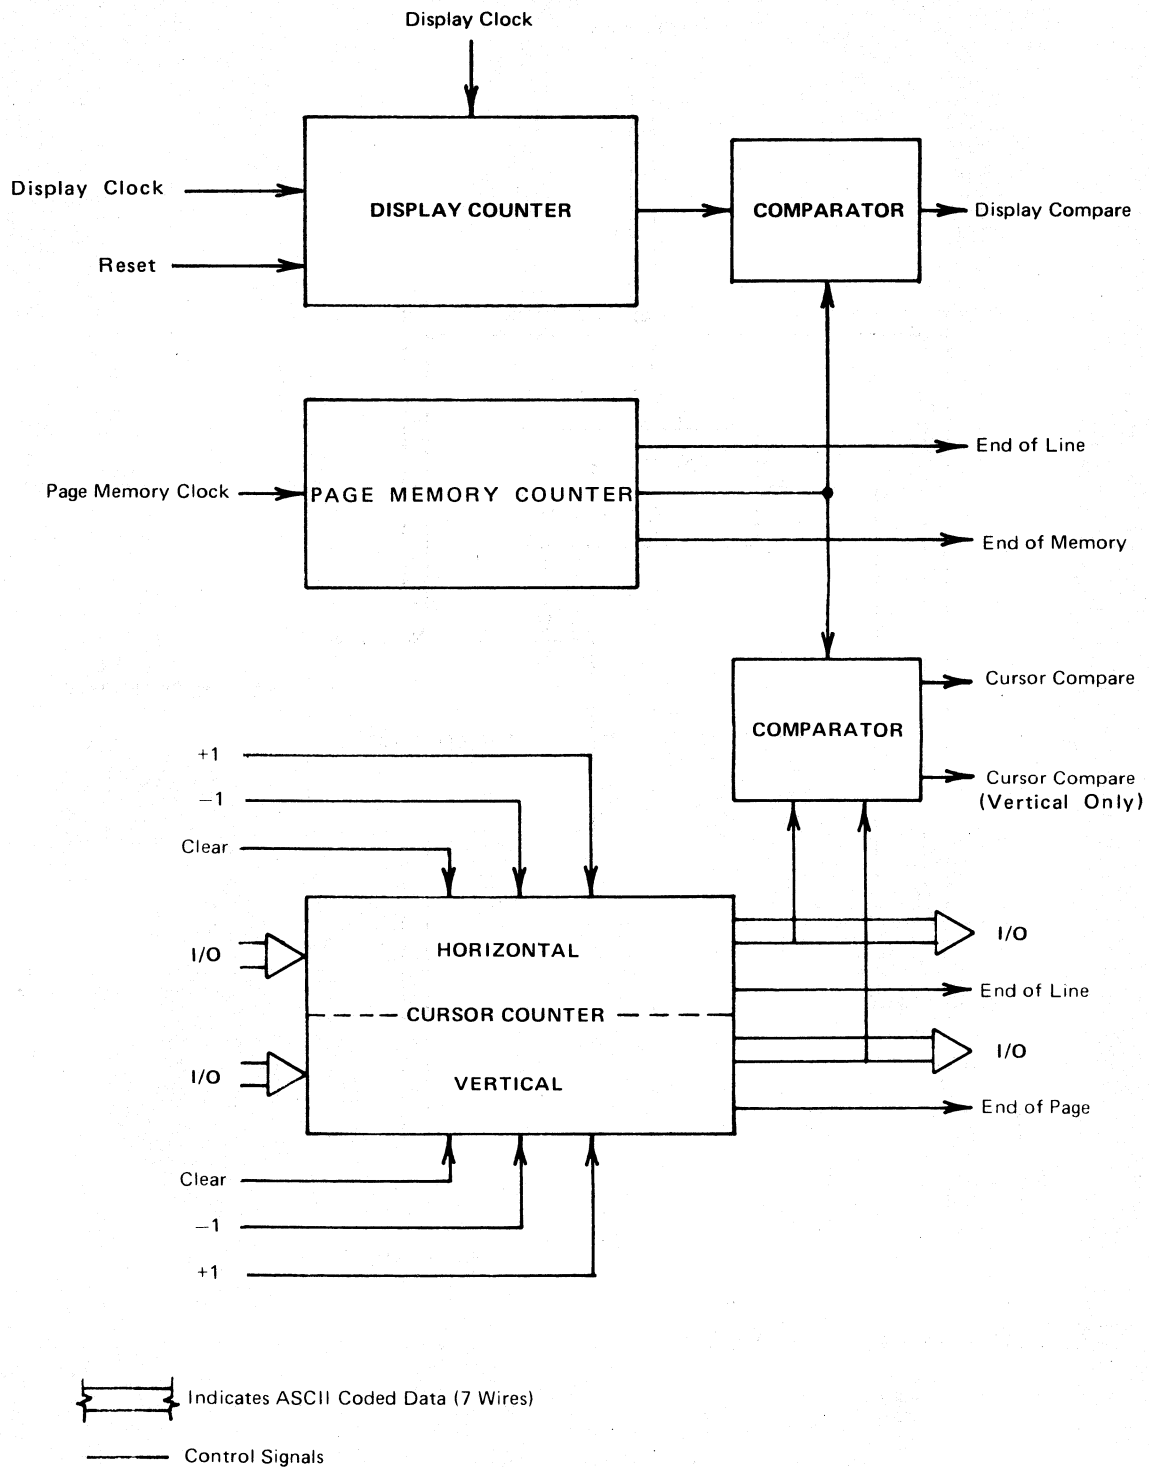 Display Clock
Display Clock
DISPLAY COUNTER
COMPARATOR
Display Compare
Reset
End of Line
Page Memory Clock
PAGE MEMORY COUNTER
End of Memory
Cursor Compare
COMPARATOR
+1
Cursor Compare
(Vertical Only)
−1
Clear
I/O
HORIZONTAL
I/O
End of Line
CURSOR COUNTER
I/O
VERTICAL
I/O
End of Page
Clear
−1
+1
Indicates ASCII Coded Data (7 Wires)
Control Signals